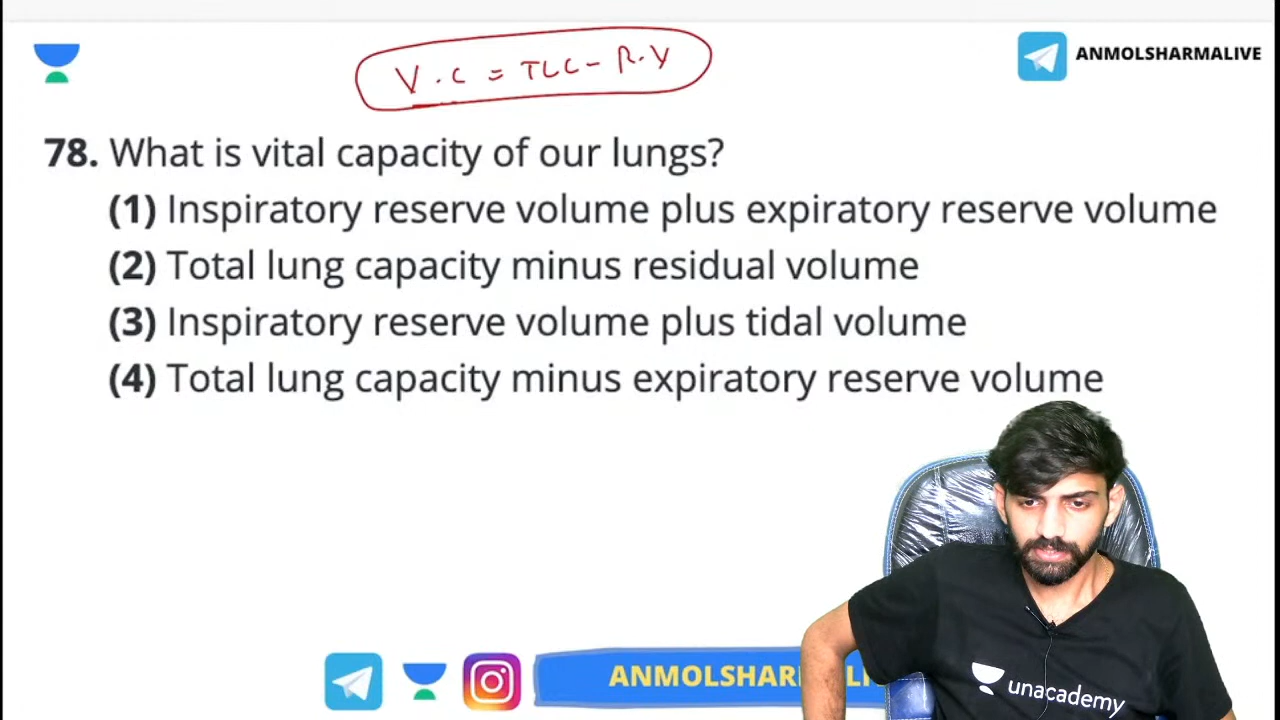 V.C = TLC - R.V
ANMOLSHARMALIVE
78. What is vital capacity of our lungs?
(1) Inspiratory reserve volume plus expiratory reserve volume
(2) Total lung capacity minus residual volume
(3) Inspiratory reserve volume plus tidal volume
(4) Total lung capacity minus expiratory reserve volume
ANMOLSHARMALI
unacademy